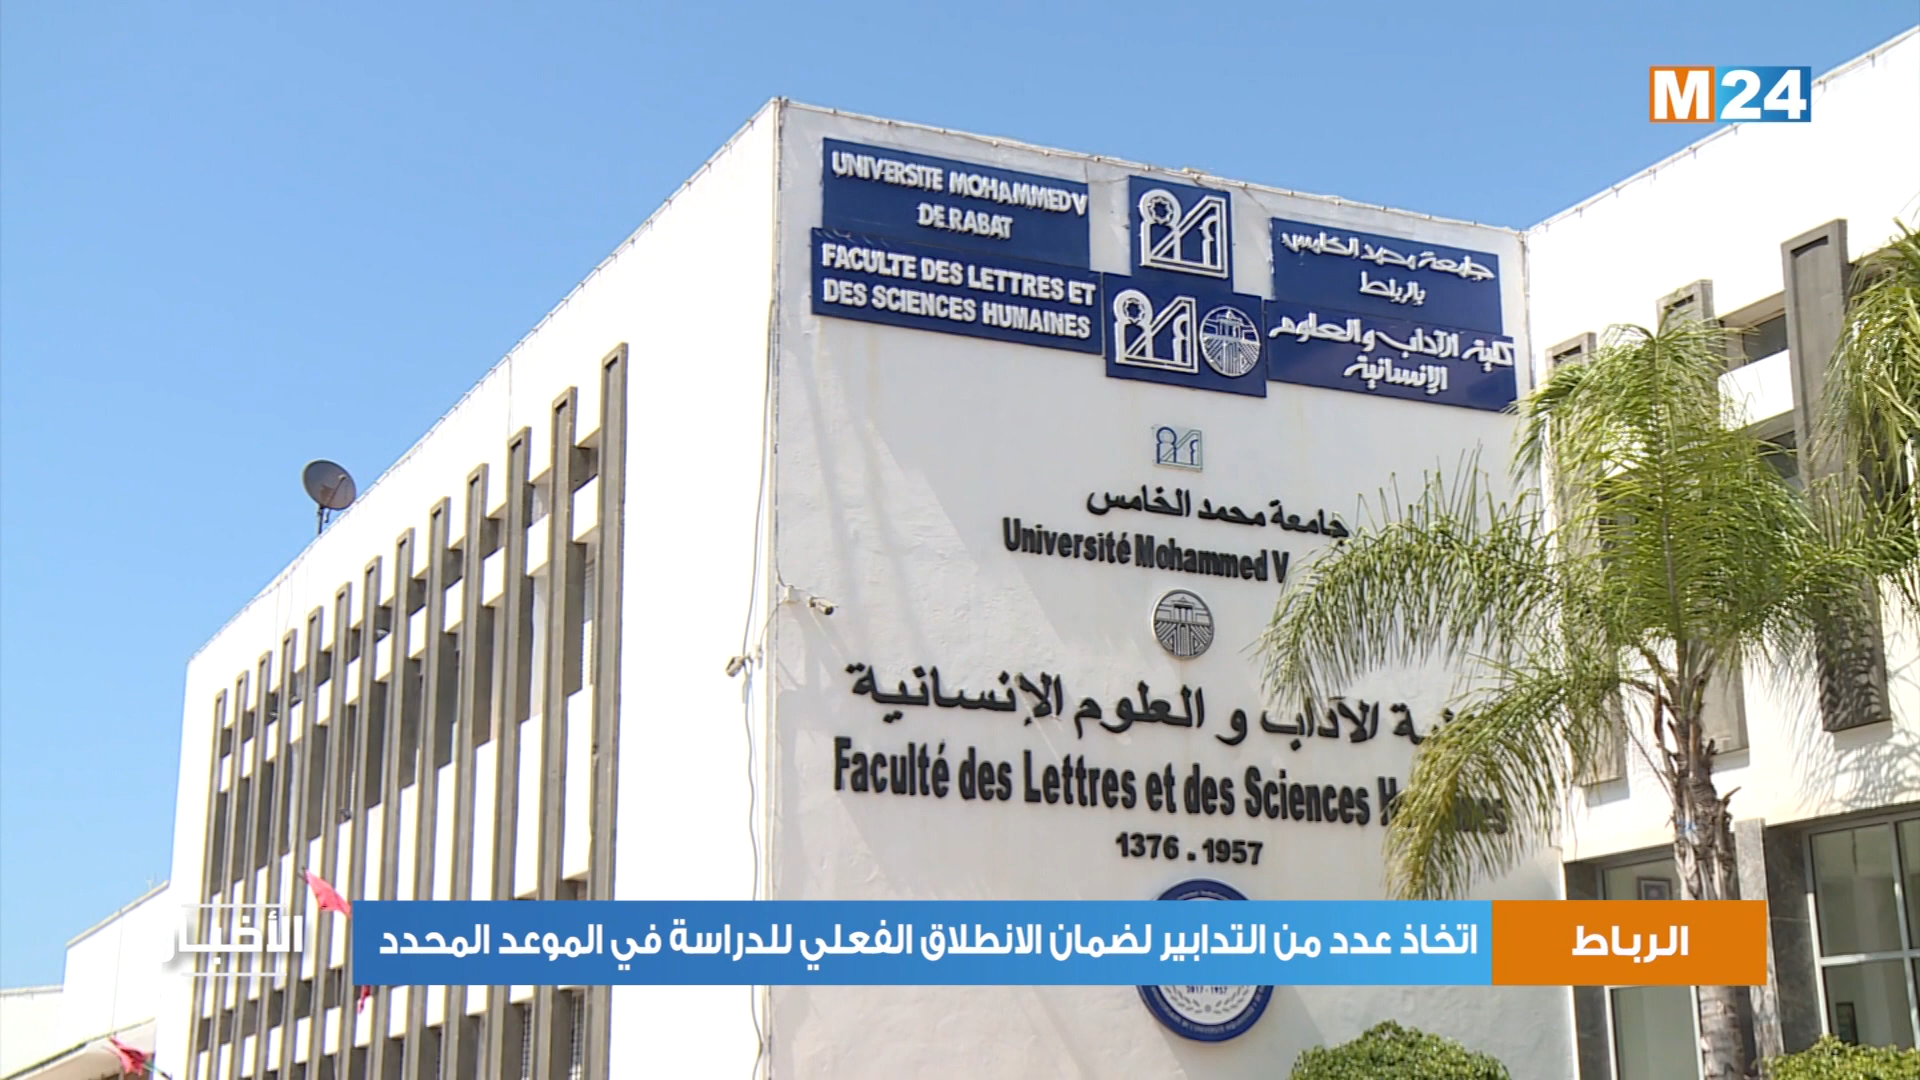 M24
UNIVERSITE MOHAMMED V
DE RABAT
جامعة محمد الخامس
بالرباط
FACULTE DES LETTRES ET
DES SCIENCES HUMAINES
كلية الآداب والعلوم
الإنسانية
جامعة محمد الخامس
Université Mohammed V
الآداب و العلوم الإنسانية
Faculté des Lettres et des Sciences
1376 . 1957
الرباط
اتخاذ عدد من التدابير لضمان الانطلاق الفعلي للدراسة في الموعد المحدد
الأخبار
2017 - 1957